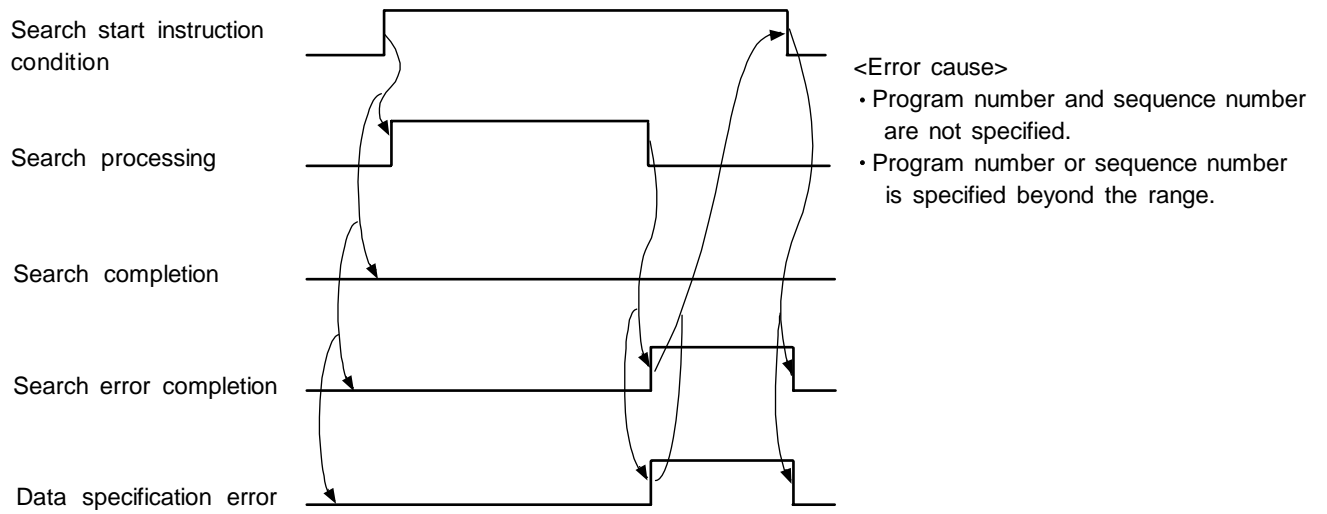 Search start instruction
condition
<Error cause>
・Program number and sequence number
are not specified.
Search processing
・Program number or sequence number
is specified beyond the range.
Search completion
Search error completion
Data specification error